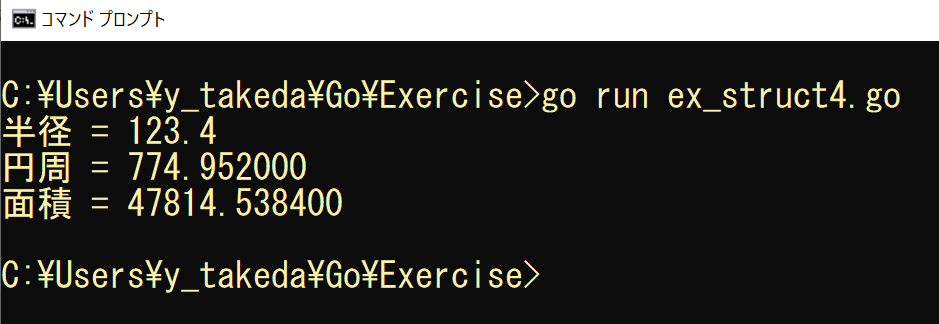 コマンド プロンプト
C:¥Users¥y_takeda¥Go¥Exercise>go run ex_struct4.go
半径 = 123.4
円周 = 774.952000
面積 = 47814.538400
C:¥Users¥y_takeda¥Go¥Exercise>